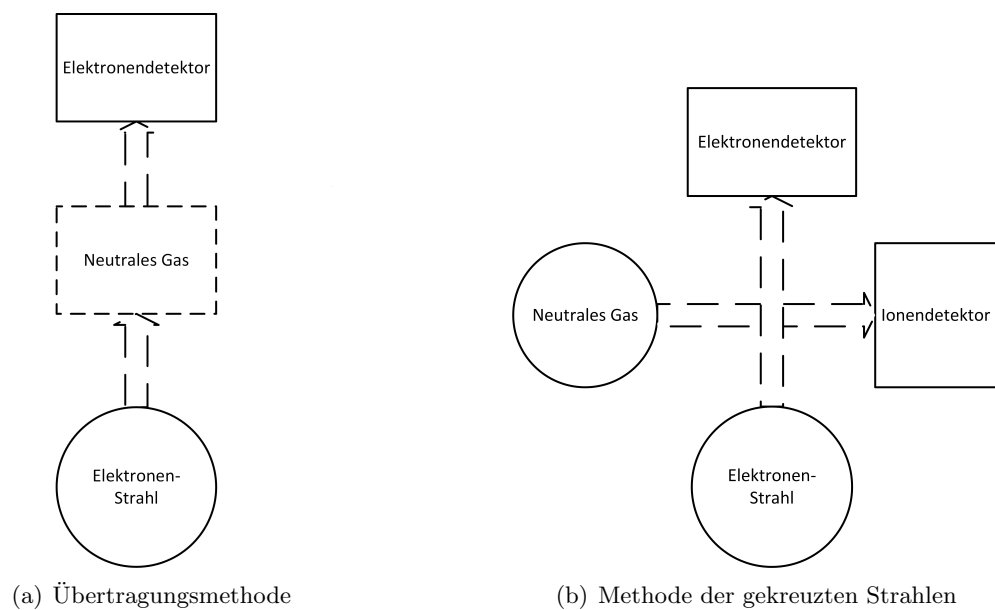 Elektronendetektor
Neutrales Gas
Elektronen-
Strahl
(a) Übertragungsmethode
Elektronendetektor
Neutrales Gas
Ionendetektor
Elektronen-
Strahl
(b) Methode der gekreuzten Strahlen